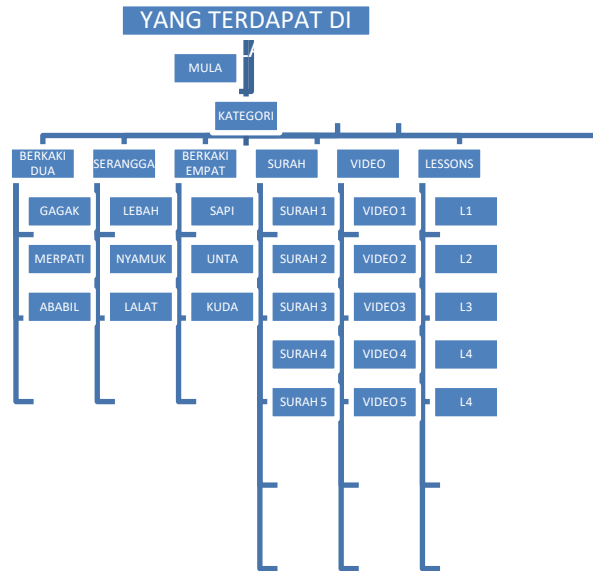 YANG TERDAPAT DI
MULA
KATEGORI
BERKAKI
DUA
SERANGGA
BERKAKI
EMPAT
SURAH
VIDEO
LESSONS
GAGAK
LEBAH
SAPI
SURAH 1
VIDEO 1
L1
MERPATI
NYAMUK
UNTA
SURAH 2
VIDEO 2
L2
ABABIL
LALAT
KUDA
SURAH 3
VIDEO3
L3
SURAH 4
VIDEO 4
L4
SURAH 5
VIDEO 5
L4